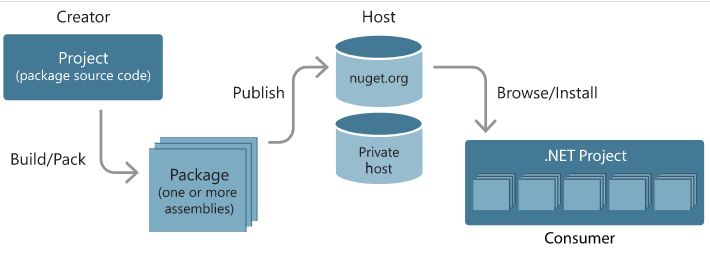 Creator
Project
(package source code)
Build/Pack
Package
(one or more
assemblies)
Publish
Host
nuget.org
Private
host
Browse/Install
.NET Project
Consumer